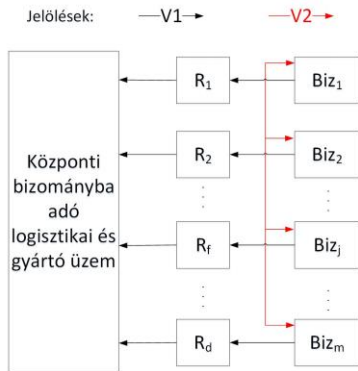 Jelölések: V1 V2
R1 Biz1
R2 Biz2
Központi
bizományba
adó
logisztikai és
gyártó üzem
Rf Bizj
Rd Bizm